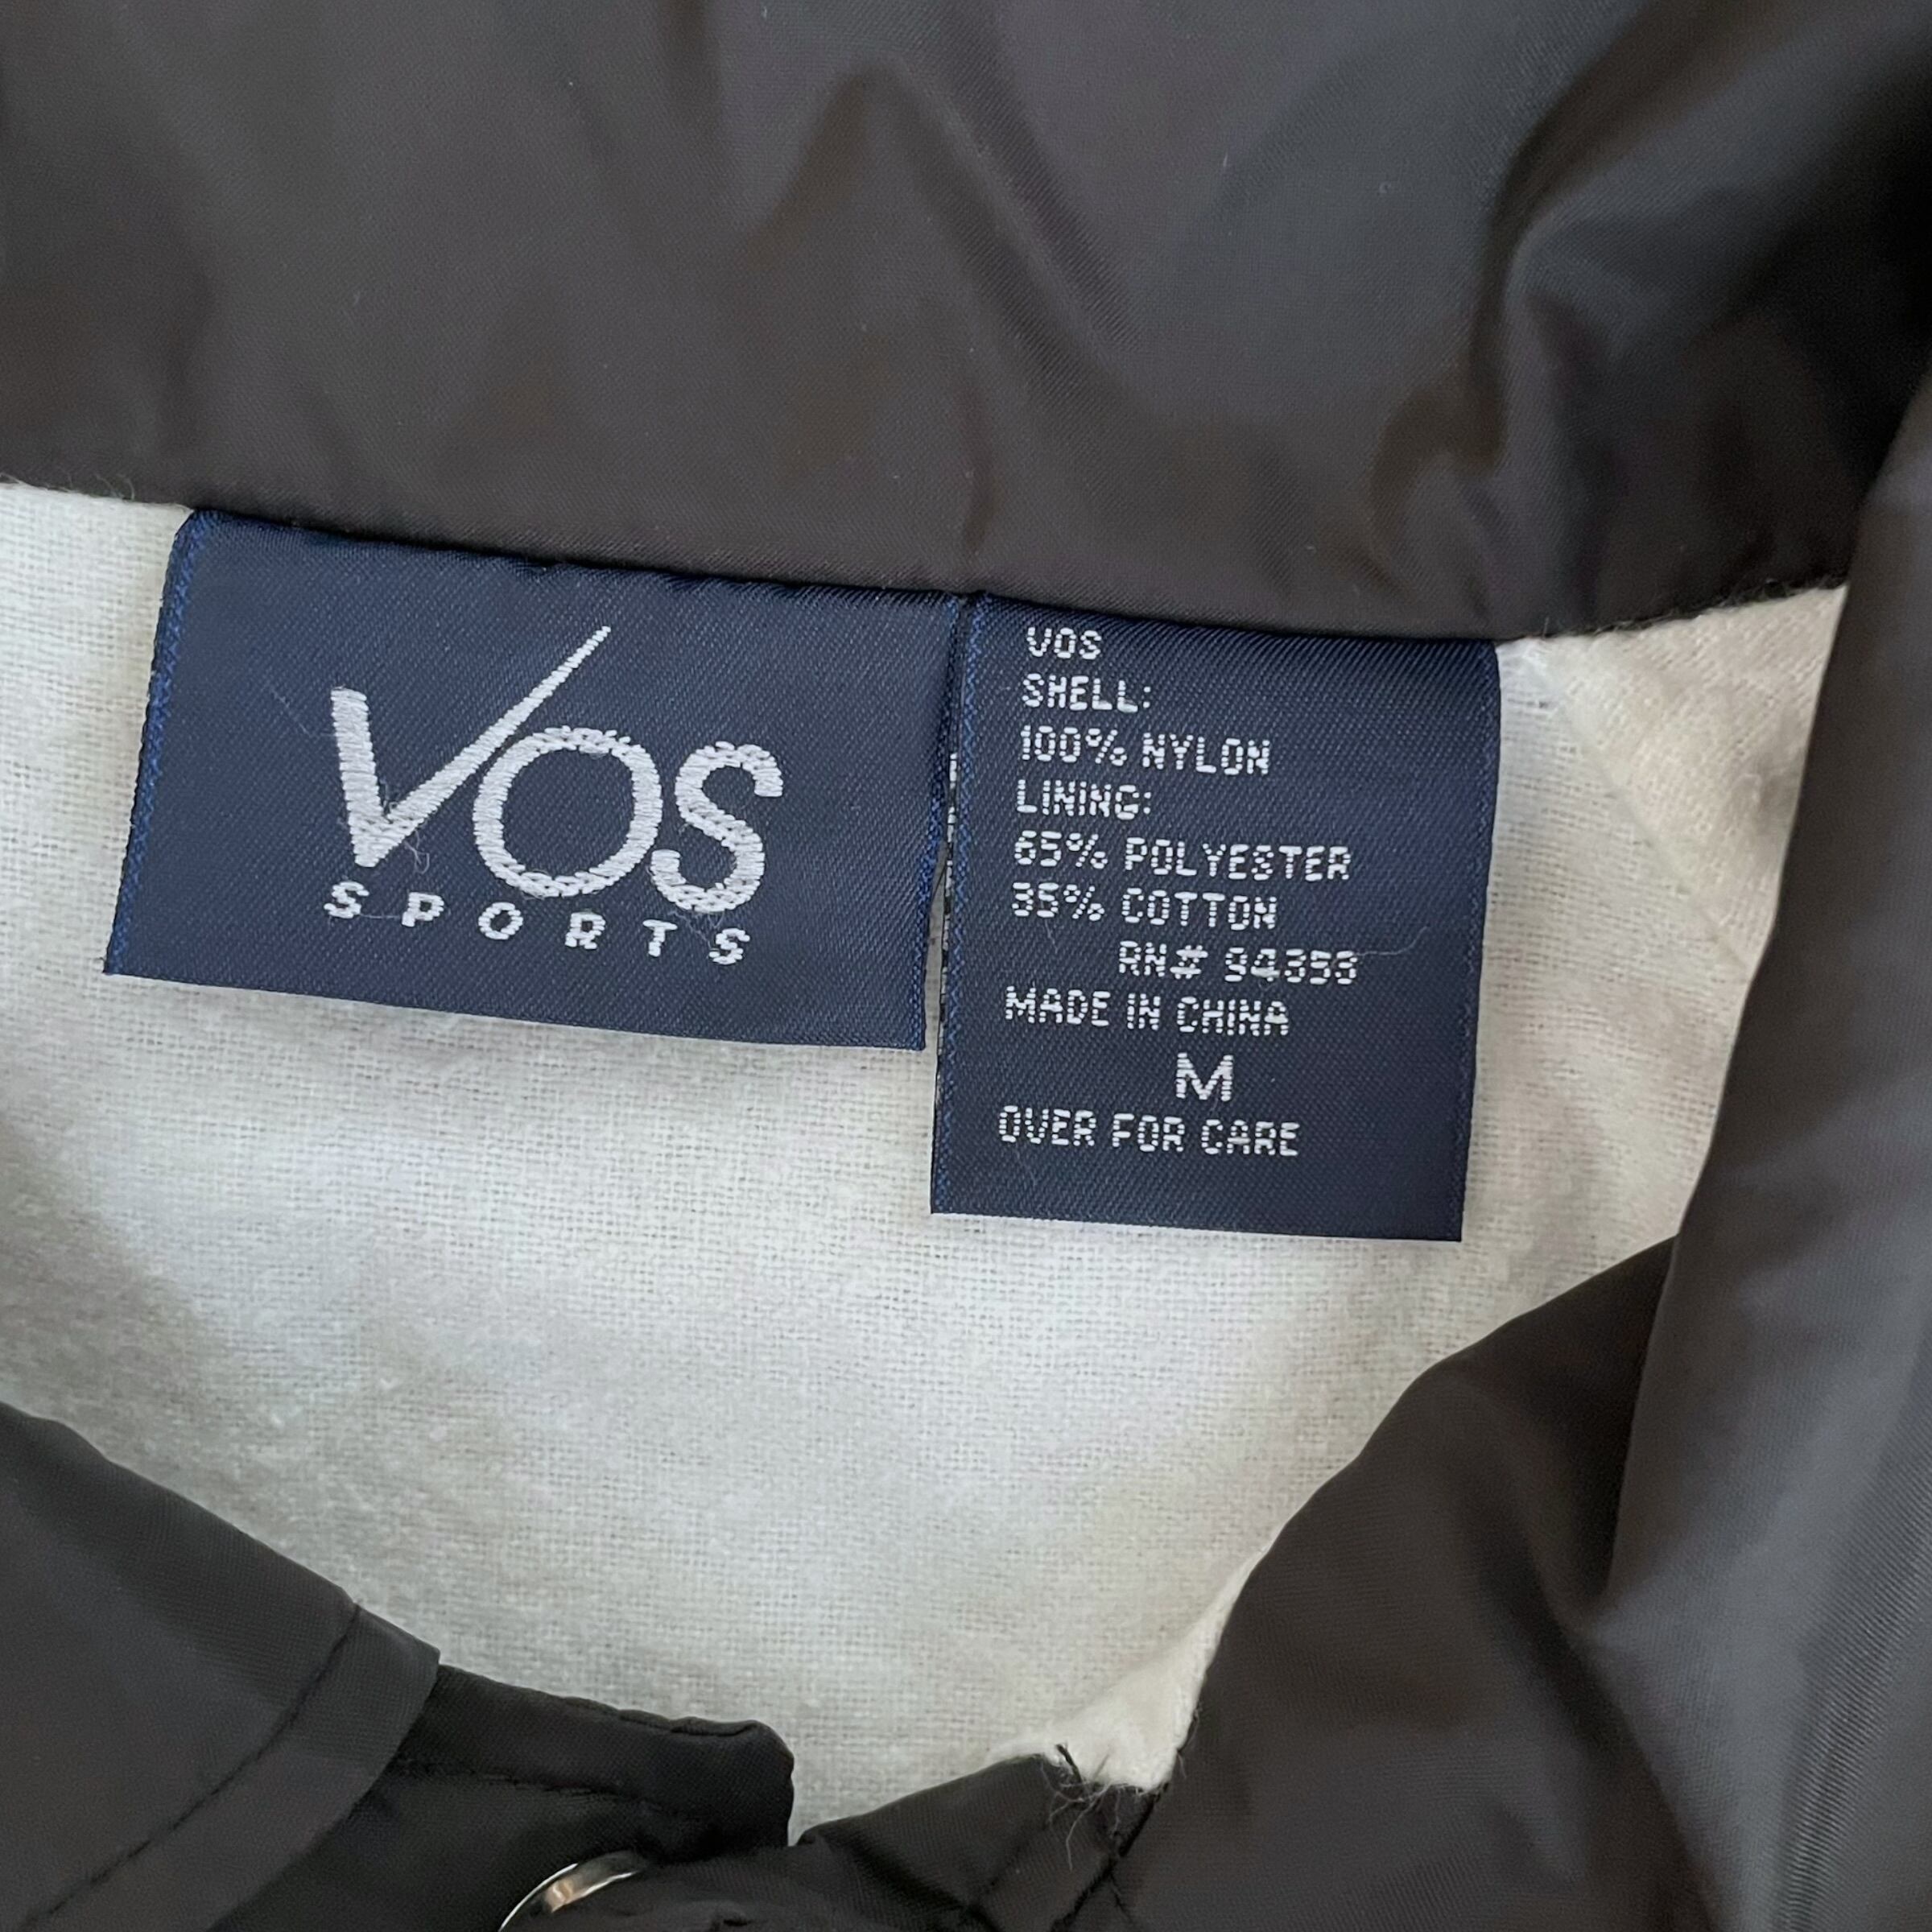 VOS
SPORTS
VOS
SHELL:
100% NYLON
LINING:
65% POLYESTER
35% COTTON
RN# 94353
MADE IN CHINA
M
OVER FOR CARE